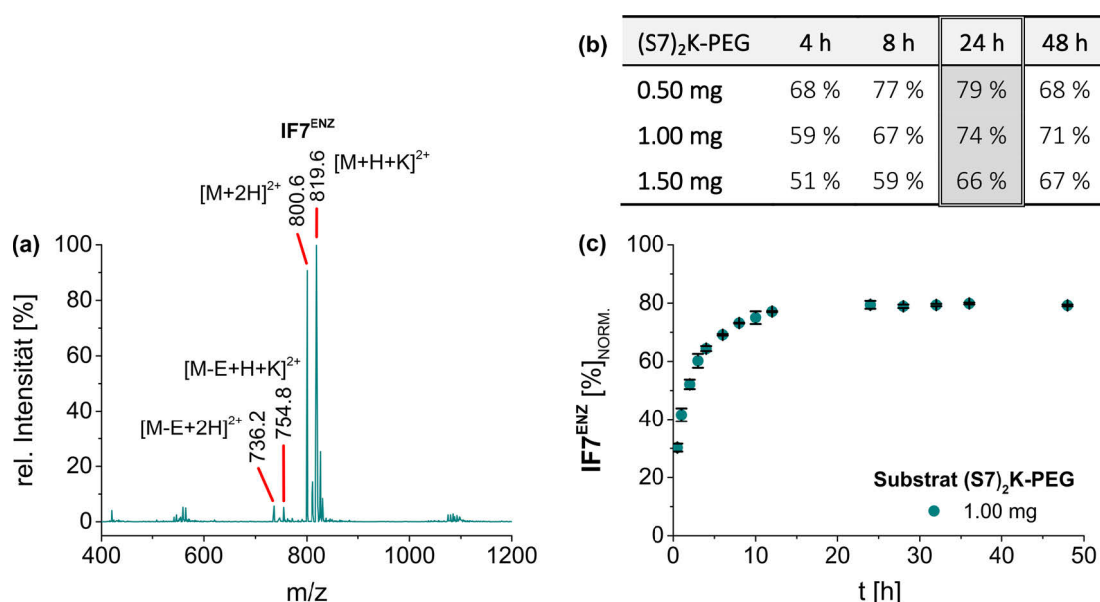 (a)
IF7ENZ
[M+2H]2+
800.6
819.6
[M+H+K]2+
[M-E+H+K]2+
754.8
[M-E+2H]2+
736.2
rel. Intensität [%]
100
80
60
40
20
0
400 600 800 1000 1200
m/z
(b)
(S7)2K-PEG 4 h 8 h 24 h 48 h
0.50 mg 68 % 77 % 79 % 68 %
1.00 mg 59 % 67 % 74 % 71 %
1.50 mg 51 % 59 % 66 % 67 %
(c)
IF7ENZ [%]NORM.
100
80
60
40
20
0
Substrat (S7)2K-PEG
1.00 mg
0 10 20 30 40 50
t [h]